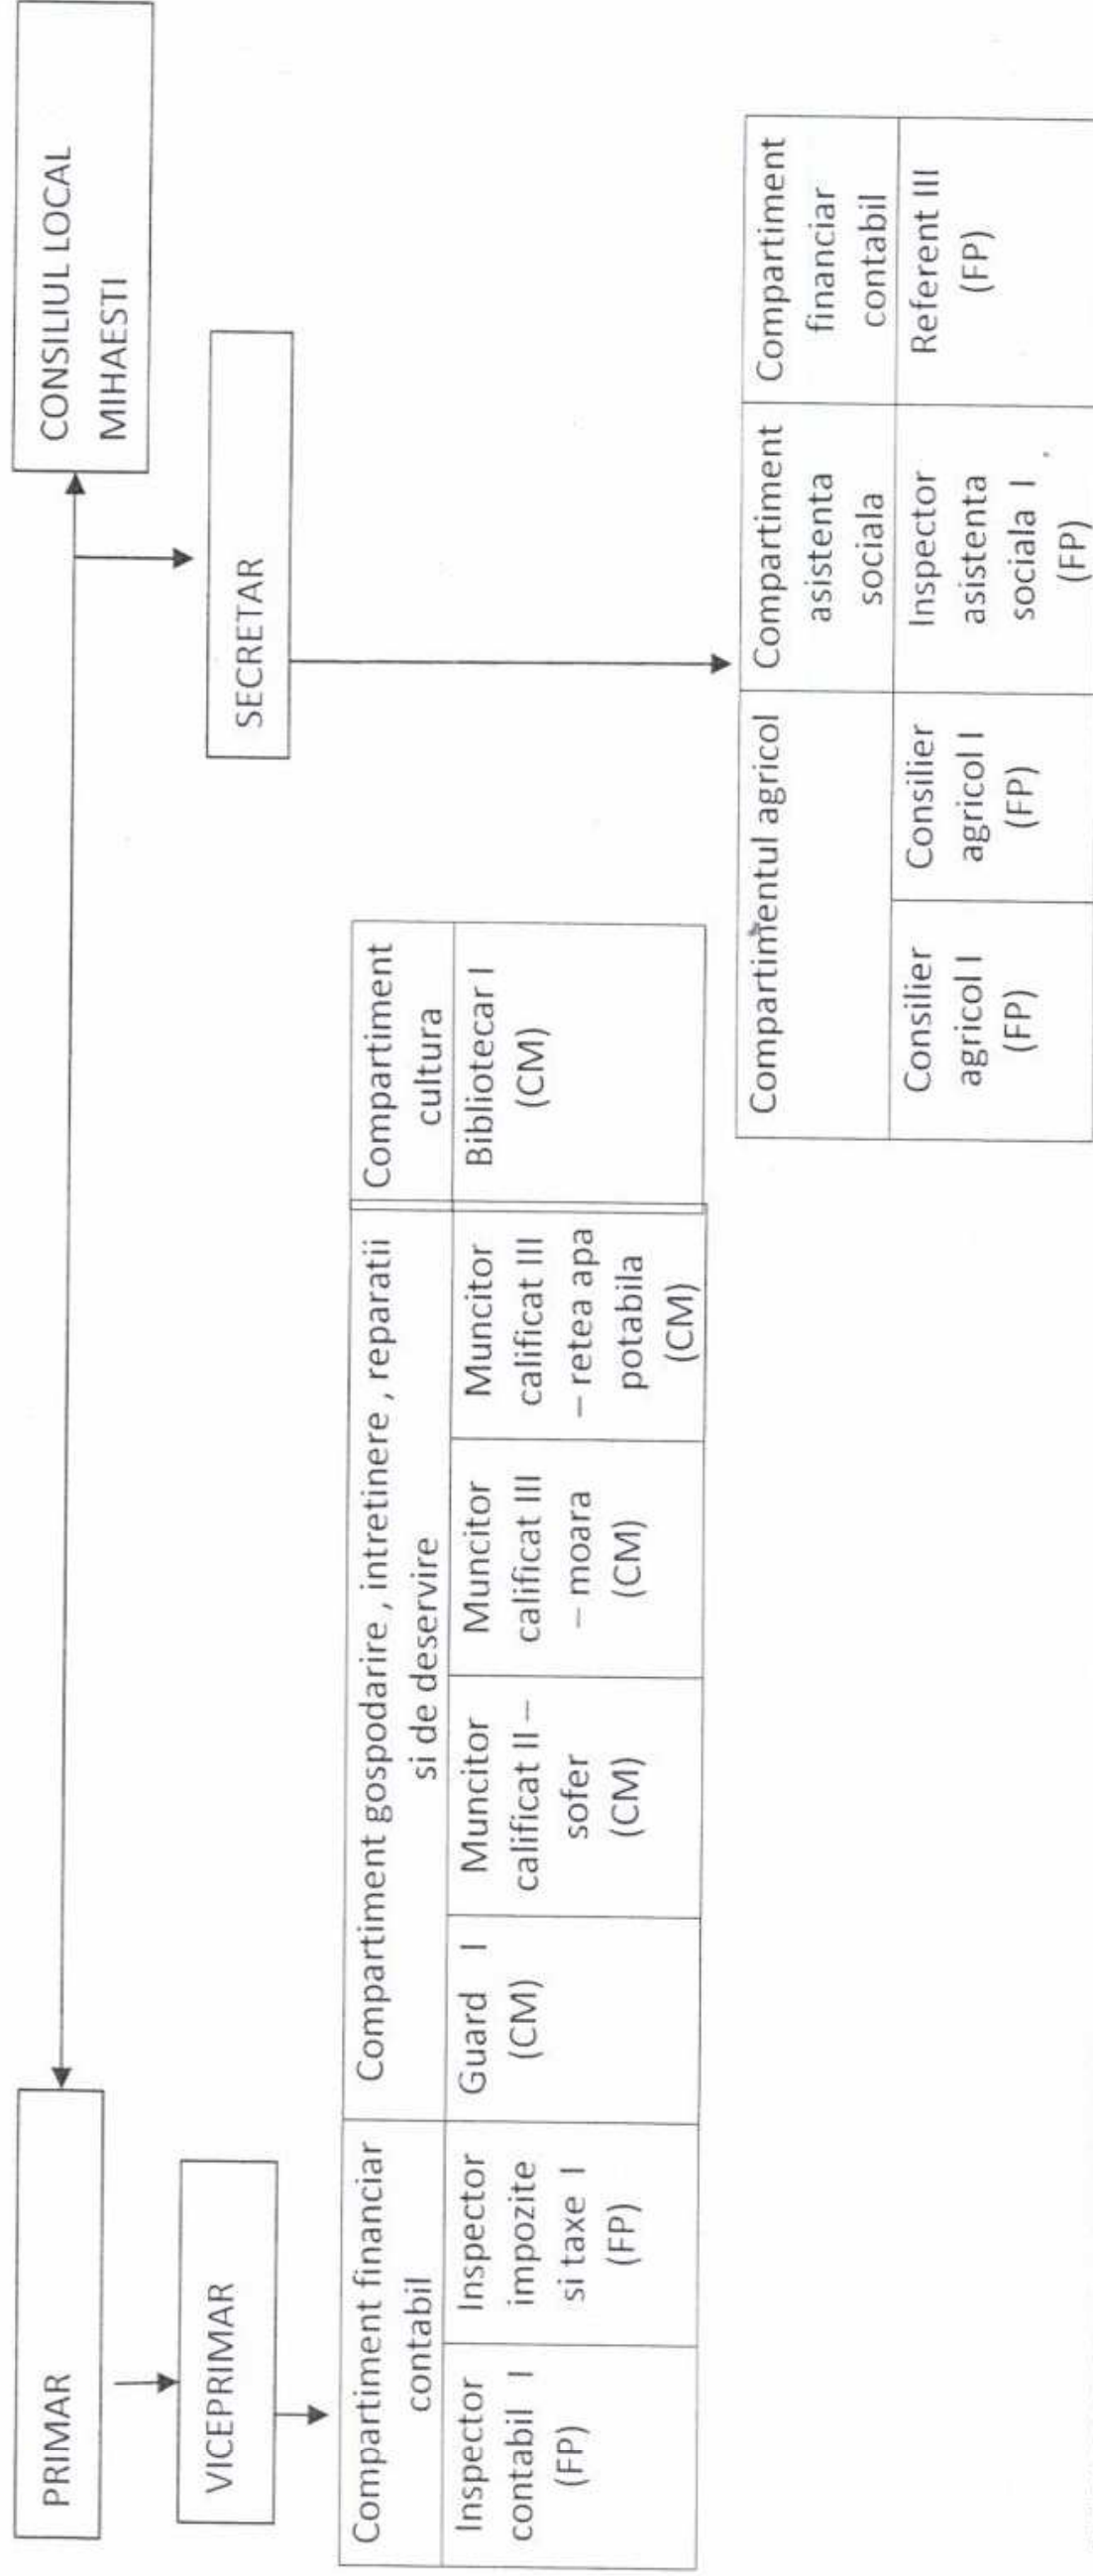 PRIMAR
CONSILIUL LOCAL
MIHAESTI
VICEPRIMAR
SECRETAR
Compartiment financiar
contabil
Compartiment gospodarire , intretinere , reparatii
si de deservire
Compartiment
cultura
Inspector
contabil I
(FP)
Inspector
impozite
si taxe I
(FP)
Guard I
(CM)
Muncitor
calificat II –
sofer
(CM)
Muncitor
calificat III
– moara
(CM)
Muncitor
calificat III
– retea apa
potabila
(CM)
Bibliotecar I
(CM)
Compartimentul agricol
Compartiment
asistenta
sociala
Compartiment
financiar
contabil
Consilier
agricol I
(FP)
Consilier
agricol I
(FP)
Inspector
asistenta
sociala I
(FP)
Referent III
(FP)